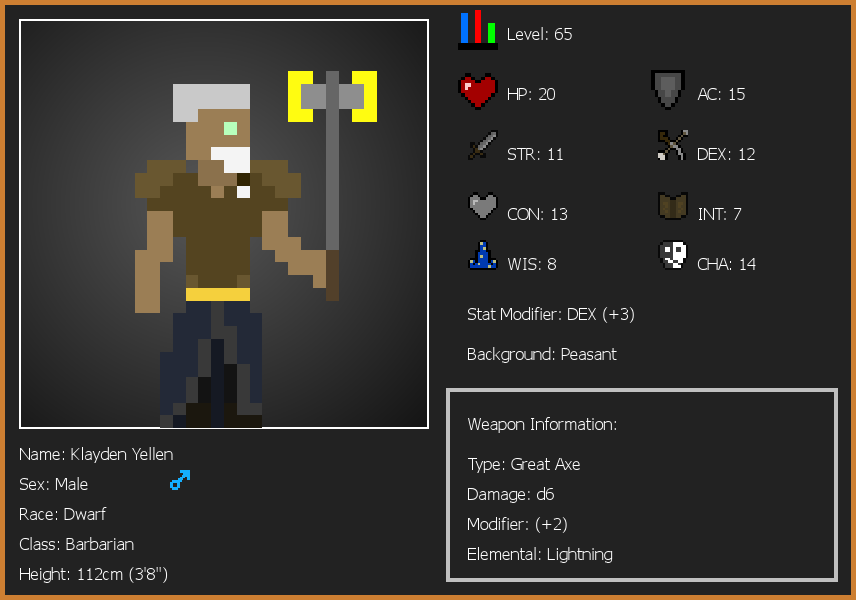 Level: 65
HP: 20
AC: 15
STR: 11
DEX: 12
CON: 13
INT: 7
WIS: 8
CHA: 14
Stat Modifier: DEX (+3)
Background: Peasant
Weapon Information:
Type: Great Axe
Damage: d6
Modifier: (+2)
Elemental: Lightning
Name: Klayden Yellen
Sex: Male
Race: Dwarf
Class: Barbarian
Height: 112cm (3'8")